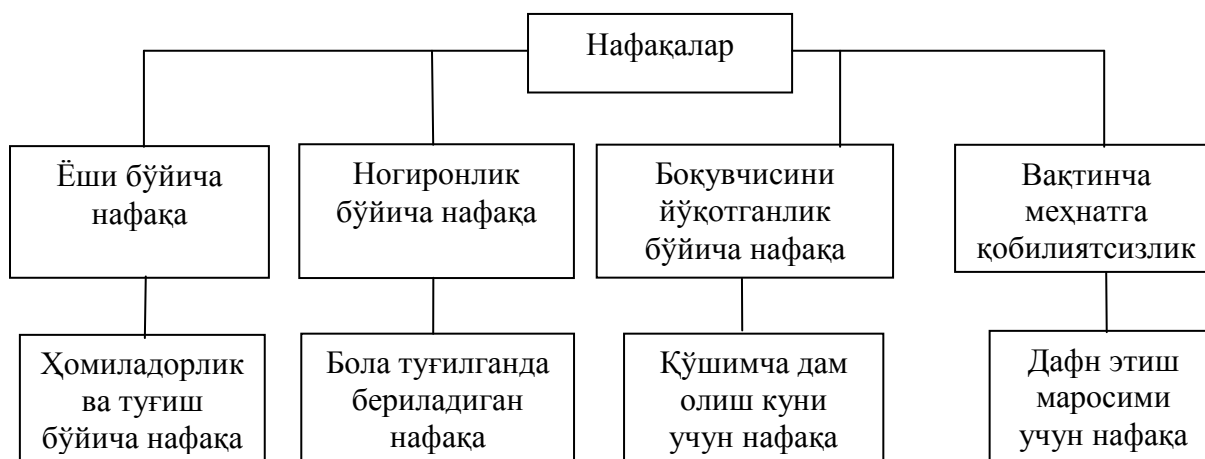 Нафақалар
Ёши бўйича
нафақа
Ногиронлик
бўйича нафақа
Боқувчисини
йўқотганлик
бўйича нафақа
Вақтинча
меҳнатга
қобилиятсизлик
Ҳомиладорлик
ва туғиш
бўйича нафақа
Бола туғилганда
бериладиган
нафақа
Қўшимча дам
олиш куни
учун нафақа
Дафн этиш
маросими
учун нафақа